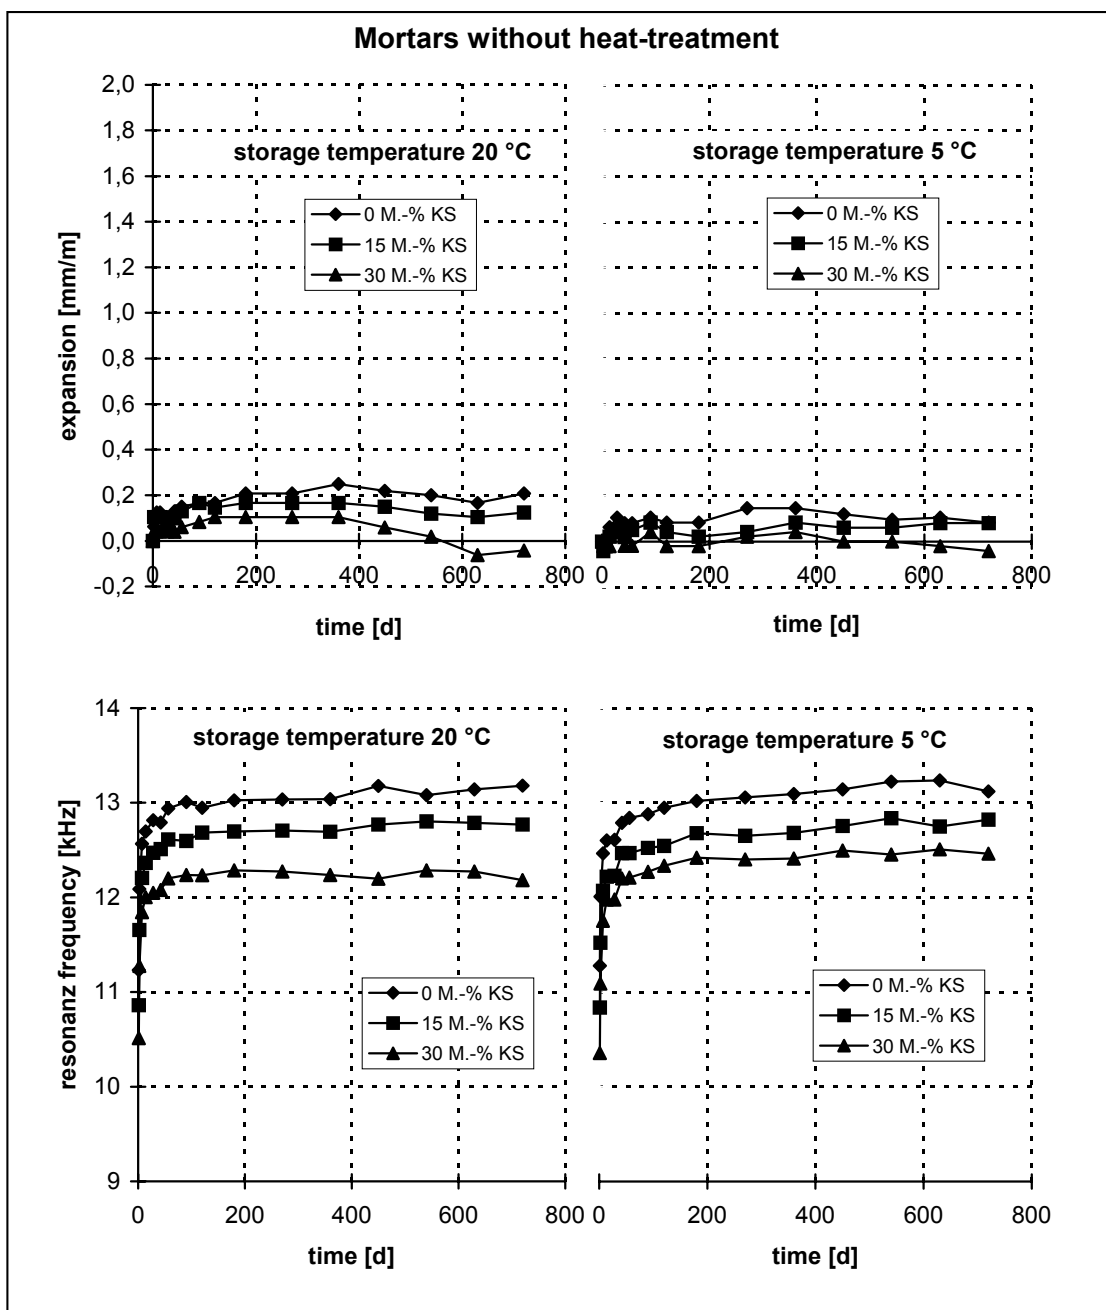 Mortars without heat-treatment
expansion [mm/m]
2,0
1,8
1,6
1,4
1,2
1,0
0,8
0,6
0,4
0,2
0,0
-0,2
storage temperature 20 °C
0 M.-% KS
15 M.-% KS
30 M.-% KS
0
200
400
600
800
time [d]
storage temperature 5 °C
0 M.-% KS
15 M.-% KS
30 M.-% KS
0
200
400
600
800
time [d]
resonanz frequency [kHz]
14
13
12
11
10
9
storage temperature 20 °C
0 M.-% KS
15 M.-% KS
30 M.-% KS
0
200
400
600
800
time [d]
storage temperature 5 °C
0 M.-% KS
15 M.-% KS
30 M.-% KS
0
200
400
600
800
time [d]